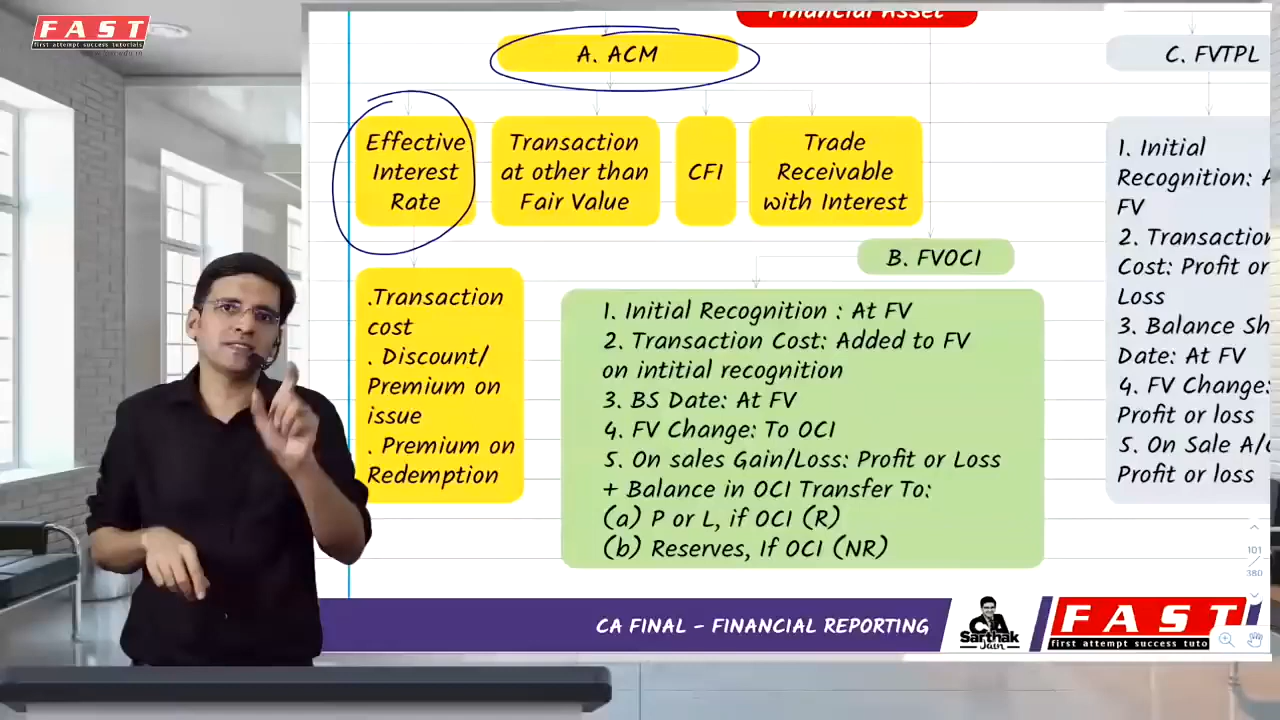 FAST
first attempt success tutorials
Financial Asset
A. ACM
C. FVTPL
Effective
Interest
Rate
Transaction
at other than
Fair Value
CFI
Trade
Receivable
with Interest
.Transaction
cost
. Discount/
Premium on
issue
. Premium on
Redemption
B. FVOCI
1. Initial Recognition : At FV
2. Transaction Cost: Added to FV
on intitial recognition
3. BS Date: At FV
4. FV Change: To OCI
5. On sales Gain/Loss: Profit or Loss
+ Balance in OCI Transfer To:
(a) P or L, if OCI (R)
(b) Reserves, If OCI (NR)
1. Initial
Recognition:
FV
2. Transaction
Cost: Profit or
Loss
3. Balance Sh
Date: At FV
4. FV Change:
Profit or loss
5. On Sale A/
Profit or loss
101
/
380
CA FINAL – FINANCIAL REPORTING
CA
Sarthak
Jain
FAST
first attempt success tuto